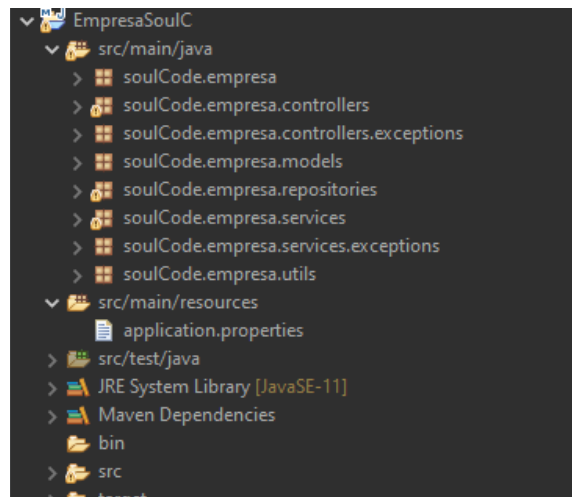 EmpresaSoulC
src/main/java
soulCode.empresa
soulCode.empresa.controllers
soulCode.empresa.controllers.exceptions
soulCode.empresa.models
soulCode.empresa.repositories
soulCode.empresa.services
soulCode.empresa.services.exceptions
soulCode.empresa.utils
src/main/resources
application.properties
src/test/java
JRE System Library [JavaSE-11]
Maven Dependencies
bin
src
target